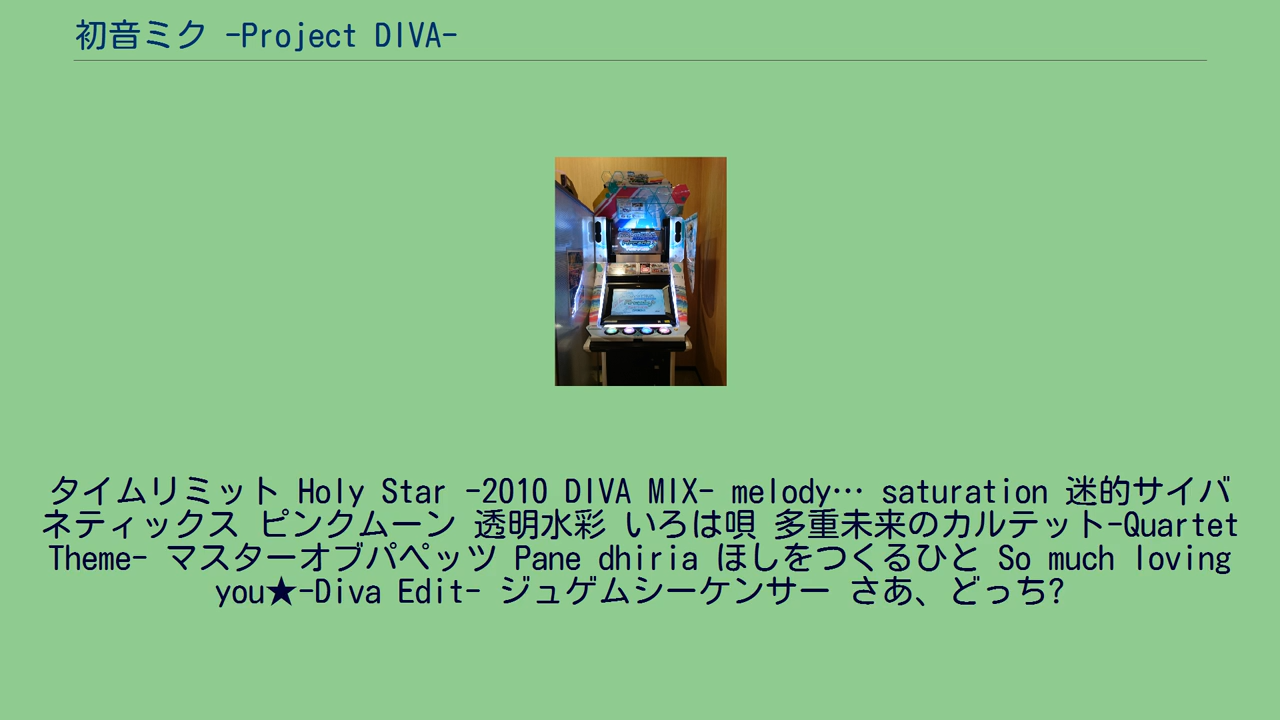 初音ミク -Project DIVA-
タイムリミット Holy Star -2010 DIVA MIX- melody… saturation 迷的サイバ
ネティックス ピンクムーン 透明水彩 いろは唄 多重未来のカルテット-Quartet
Theme- マスターオブパペッツ Pane dhiria ほしをつくるひと So much loving
you★-Diva Edit- ジュゲムシーケンサー さあ、どっち?